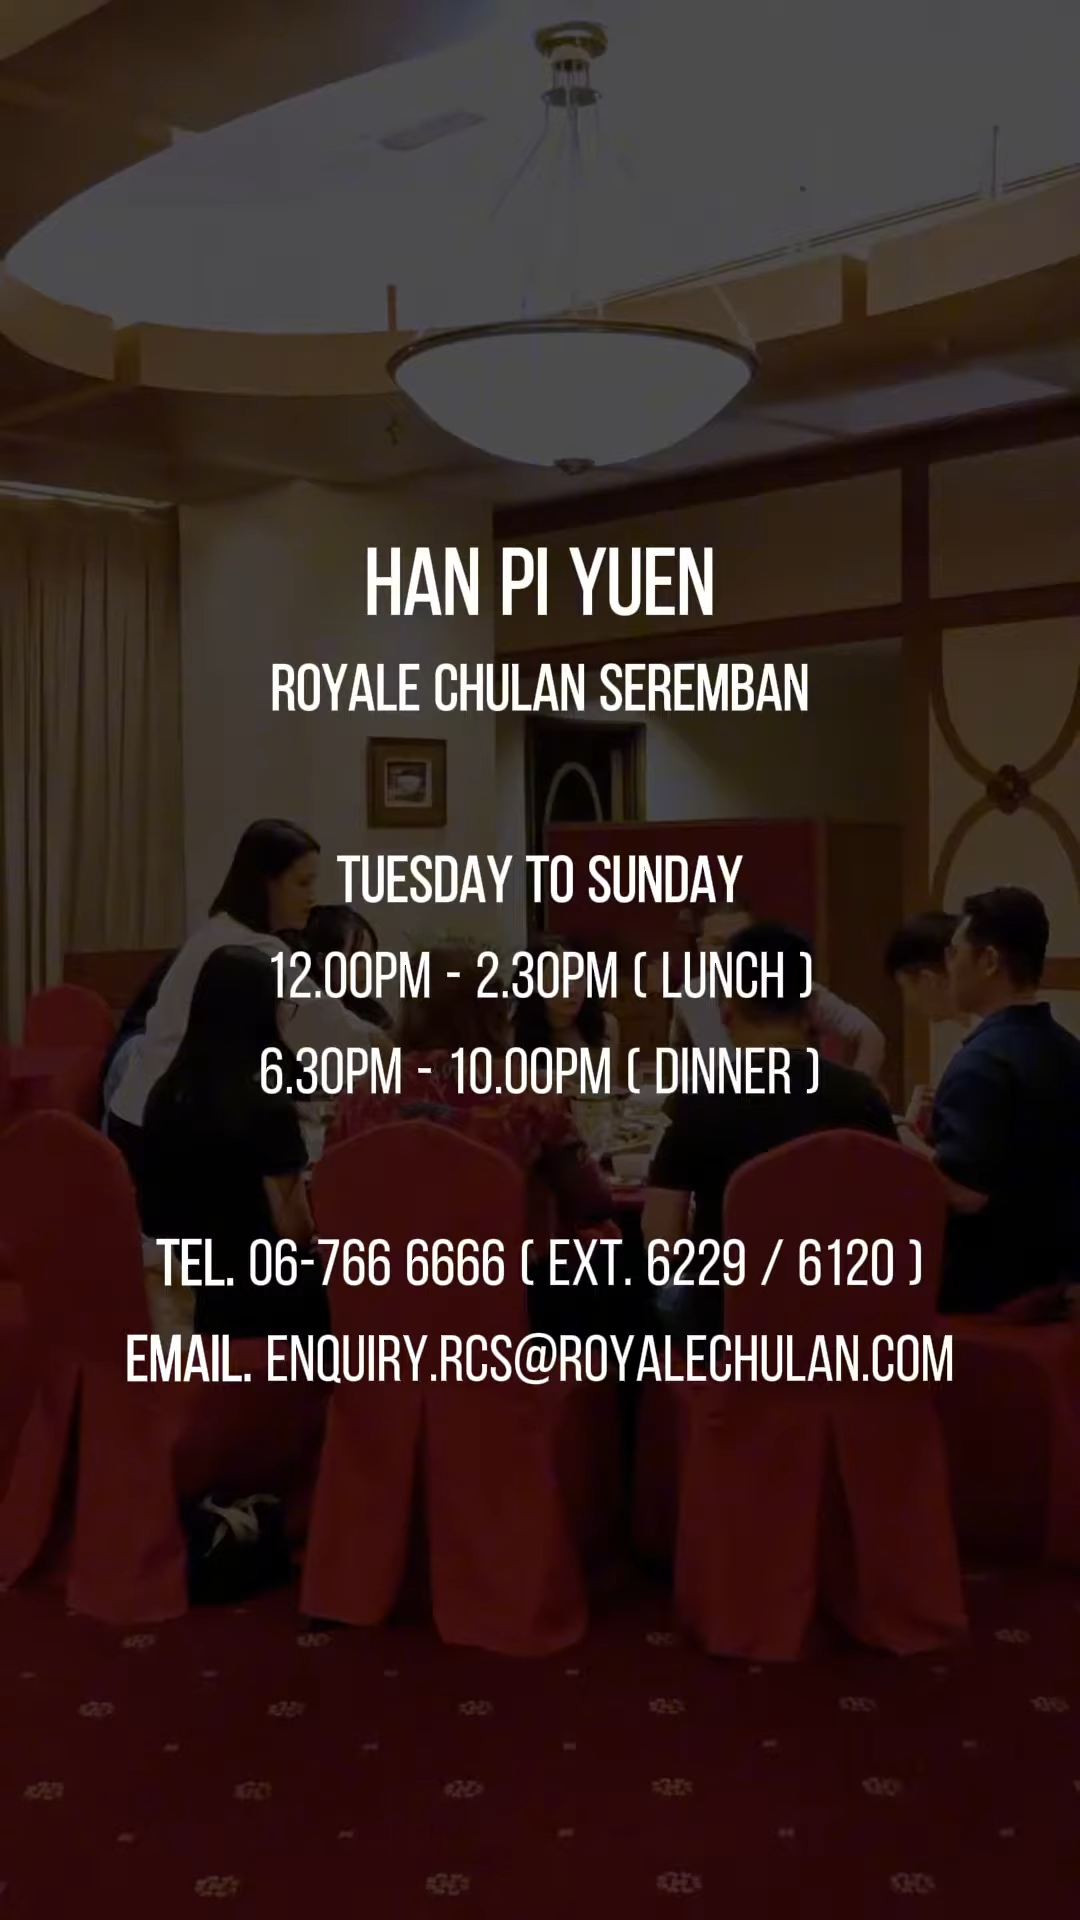 HAN PI YUEN
ROYALE CHULAN SEREMBAN
TUESDAY TO SUNDAY
12.00PM - 2.30PM ( LUNCH )
6.30PM - 10.00PM ( DINNER )
TEL. 06-766 6666 ( EXT. 6229 / 6120 )
EMAIL. ENQUIRY.RCS@ROYALECHULAN.COM